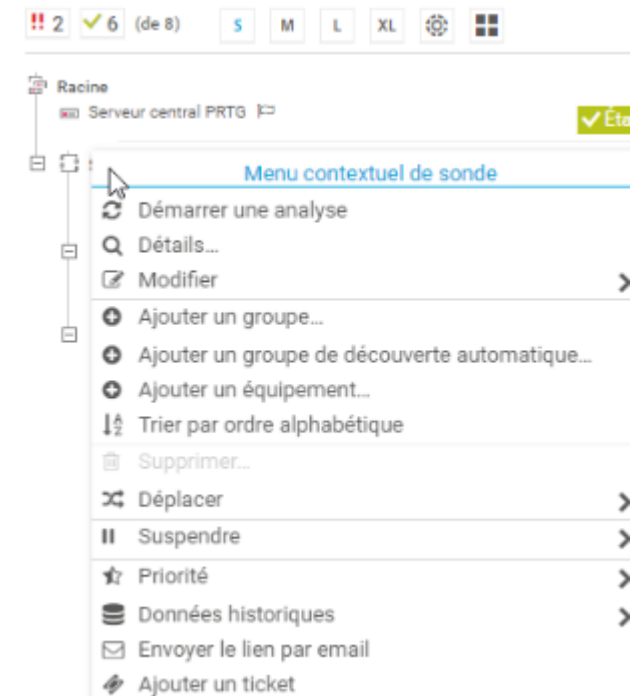 !! 2 6 (de 8) S M L XL
Racine
Serveur central PRTG
Éta
Menu contextuel de sonde
Démarrer une analyse
Détails...
Modifier
Ajouter un groupe...
Ajouter un groupe de découverte automatique...
Ajouter un équipement...
Trier par ordre alphabétique
Supprimer...
Déplacer
Suspendre
Priorité
Données historiques
Envoyer le lien par email
Ajouter un ticket